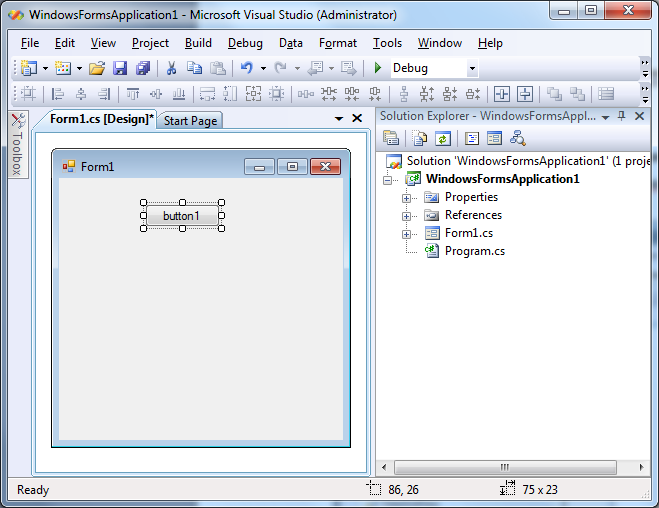 WindowsFormsApplication1 - Microsoft Visual Studio (Administrator)
File Edit View Project Build Debug Data Format Tools Window Help
Debug
Toolbox
Form1.cs [Design]* Start Page
Solution Explorer - WindowsFormsAppl...
Form1
button1
Solution 'WindowsFormsApplication1' (1 proje
WindowsFormsApplication1
Properties
References
Form1.cs
Program.cs
Ready 86, 26 75 x 23